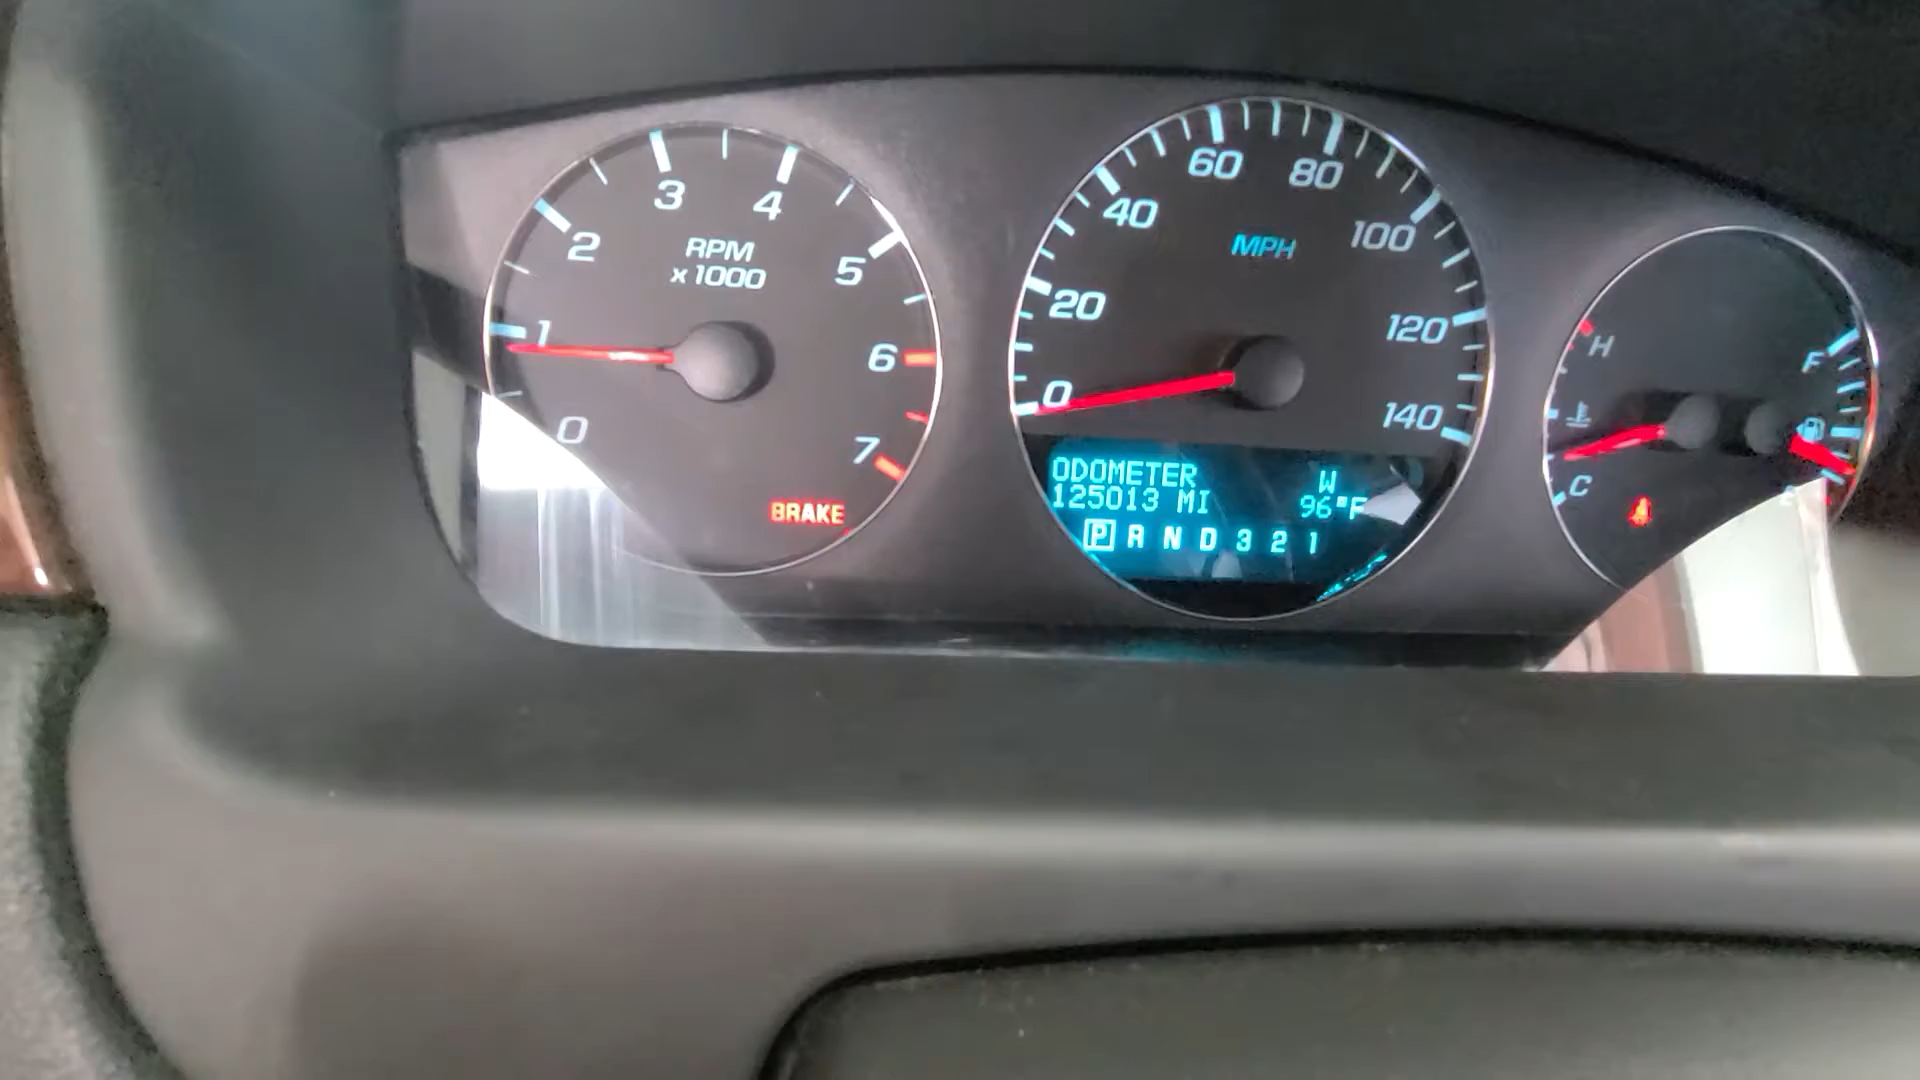 3 4
2 5
RPM
x 1000
1 6
0 7
BRAKE
60 80
40 100
MPH
20 120
0 140
ODOMETER W
125013 MI 96°F
P R N D 3 2 1
H F
C